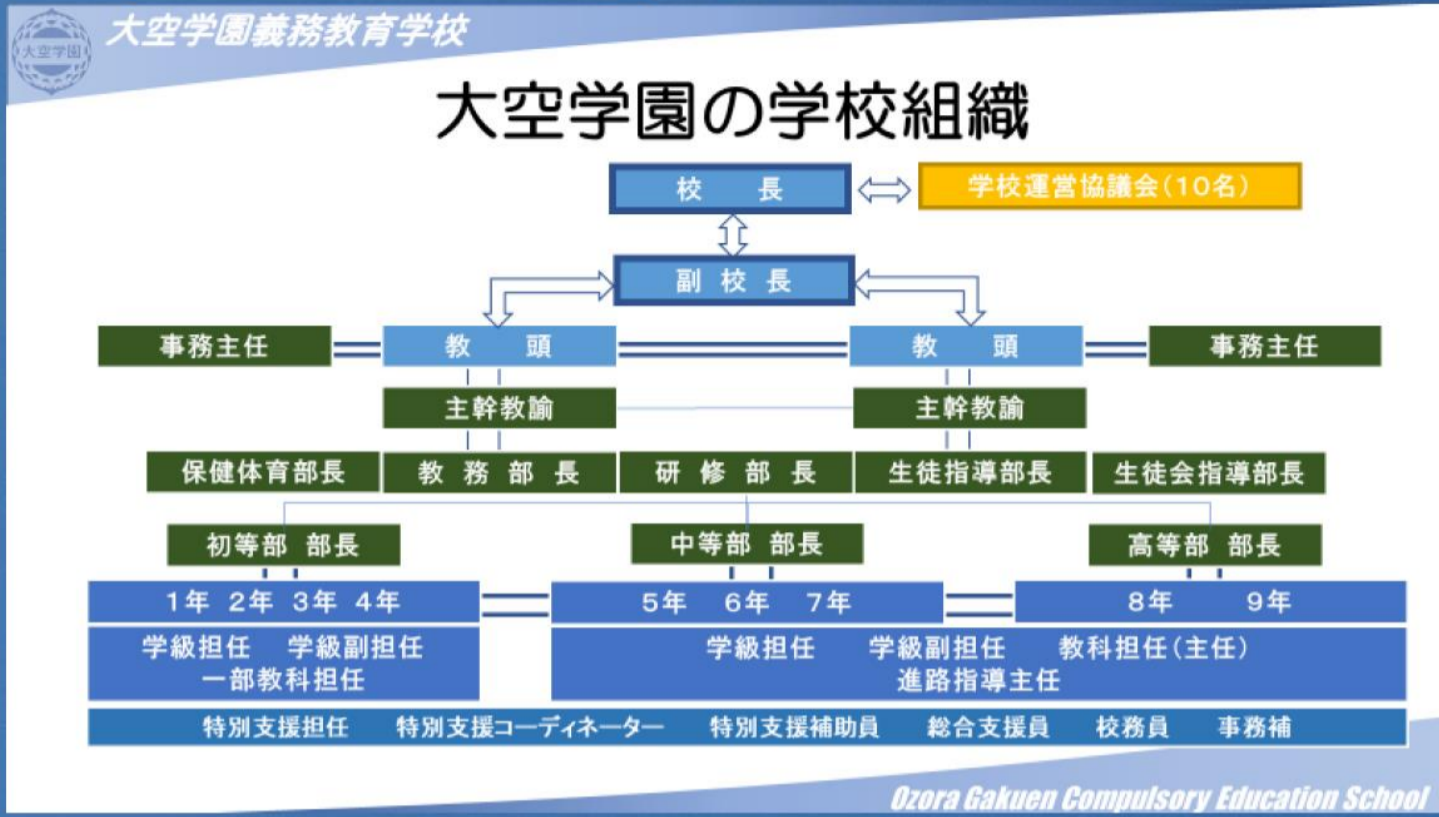 大空学園
大空学園義務教育学校
大空学園の学校組織
校 長
学校運営協議会(10名)
副 校 長
事務主任 教 頭 教 頭 事務主任
主幹教諭 主幹教諭
保健体育部長 教 務 部 長 研 修 部 長 生徒指導部長 生徒会指導部長
初等部 部長 中等部 部長 高等部 部長
1年 2年 3年 4年 5年 6年 7年 8年 9年
学級担任 学級副担任
一部教科担任
学級担任 学級副担任 教科担任(主任)
進路指導主任
特別支援担任 特別支援コーディネーター 特別支援補助員 総合支援員 校務員 事務補
Ozora Gakuen Compulsory Education School